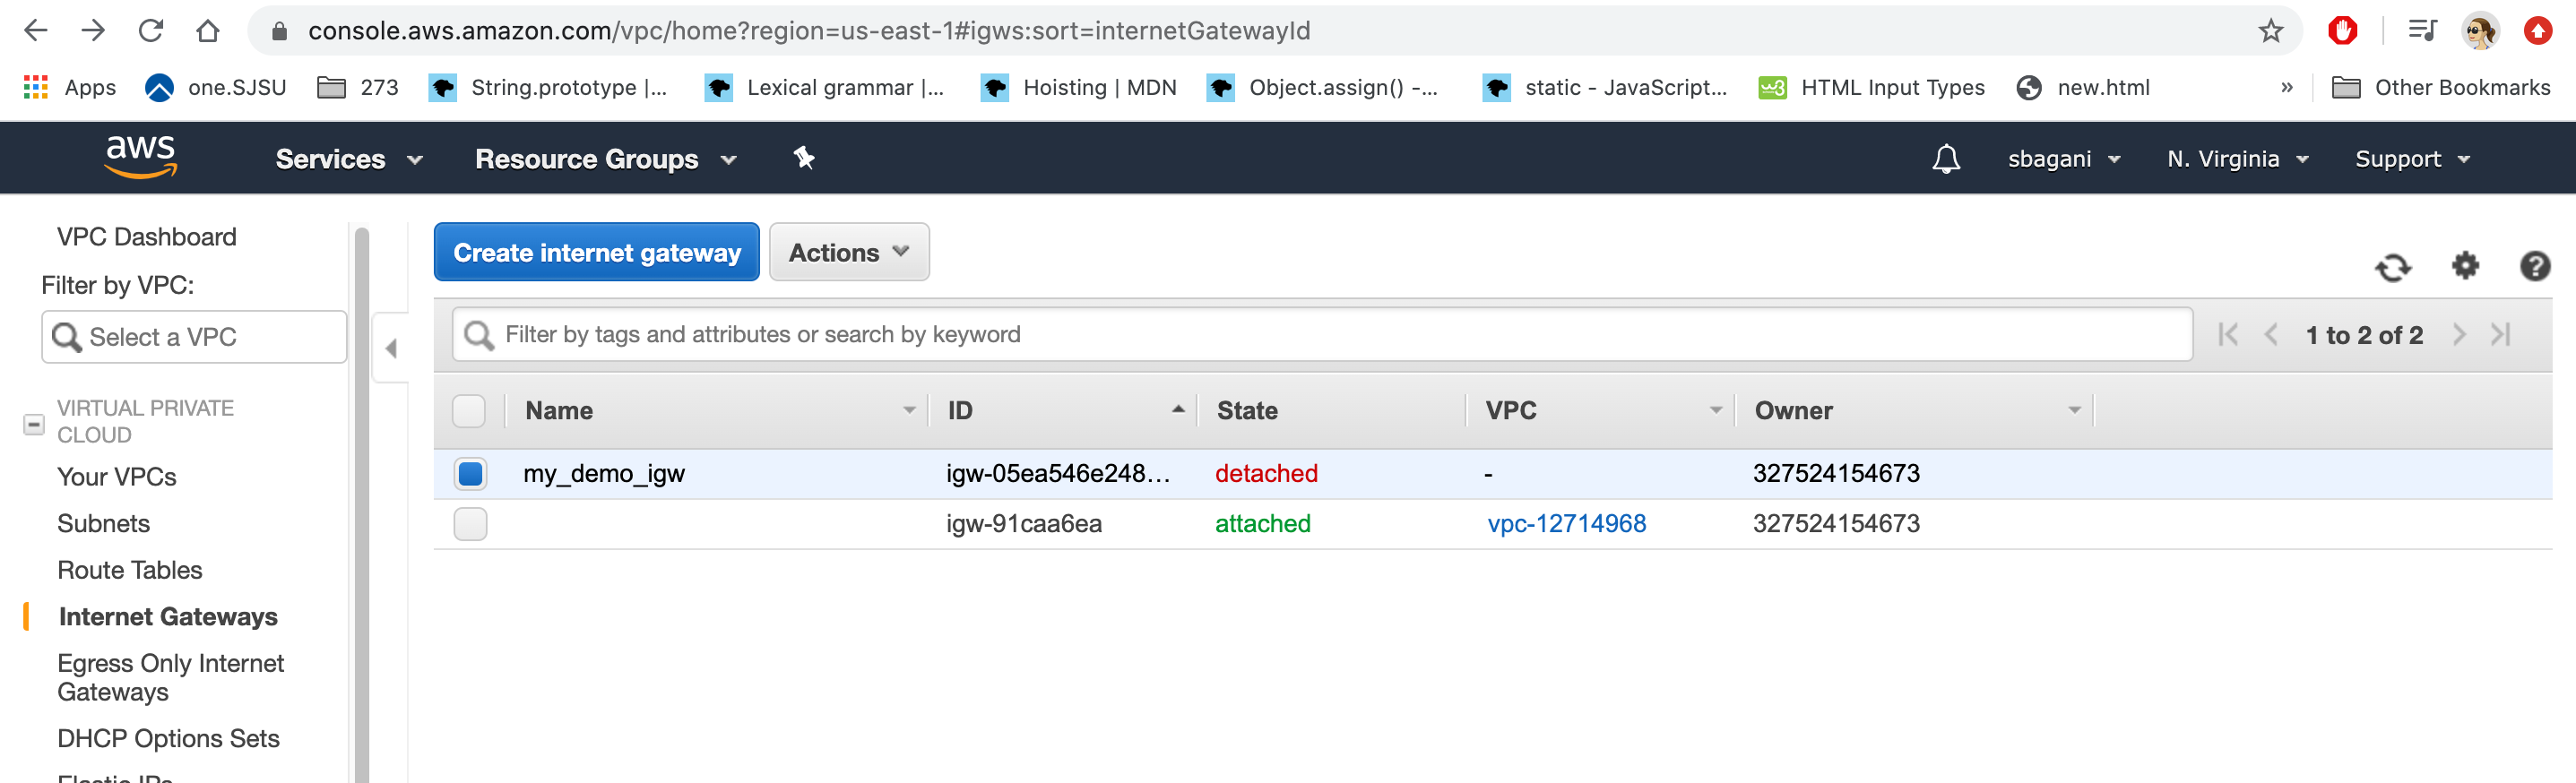 console.aws.amazon.com/vpc/home?region=us-east-1#igws:sort=internetGatewayId
Apps one.SJSU 273 String.prototype |... Lexical grammar |... Hoisting | MDN Object.assign() -... static - JavaScript... HTML Input Types new.html » Other Bookmarks
aws Services Resource Groups sbagani N. Virginia Support
VPC Dashboard
Filter by VPC:
Select a VPC
VIRTUAL PRIVATE
CLOUD
Your VPCs
Subnets
Route Tables
Internet Gateways
Egress Only Internet
Gateways
DHCP Options Sets
Elastic IPs
Create internet gateway Actions
Filter by tags and attributes or search by keyword 1 to 2 of 2
Name ID State VPC Owner
my_demo_igw igw-05ea546e248... detached - 327524154673
igw-91caa6ea attached vpc-12714968 327524154673